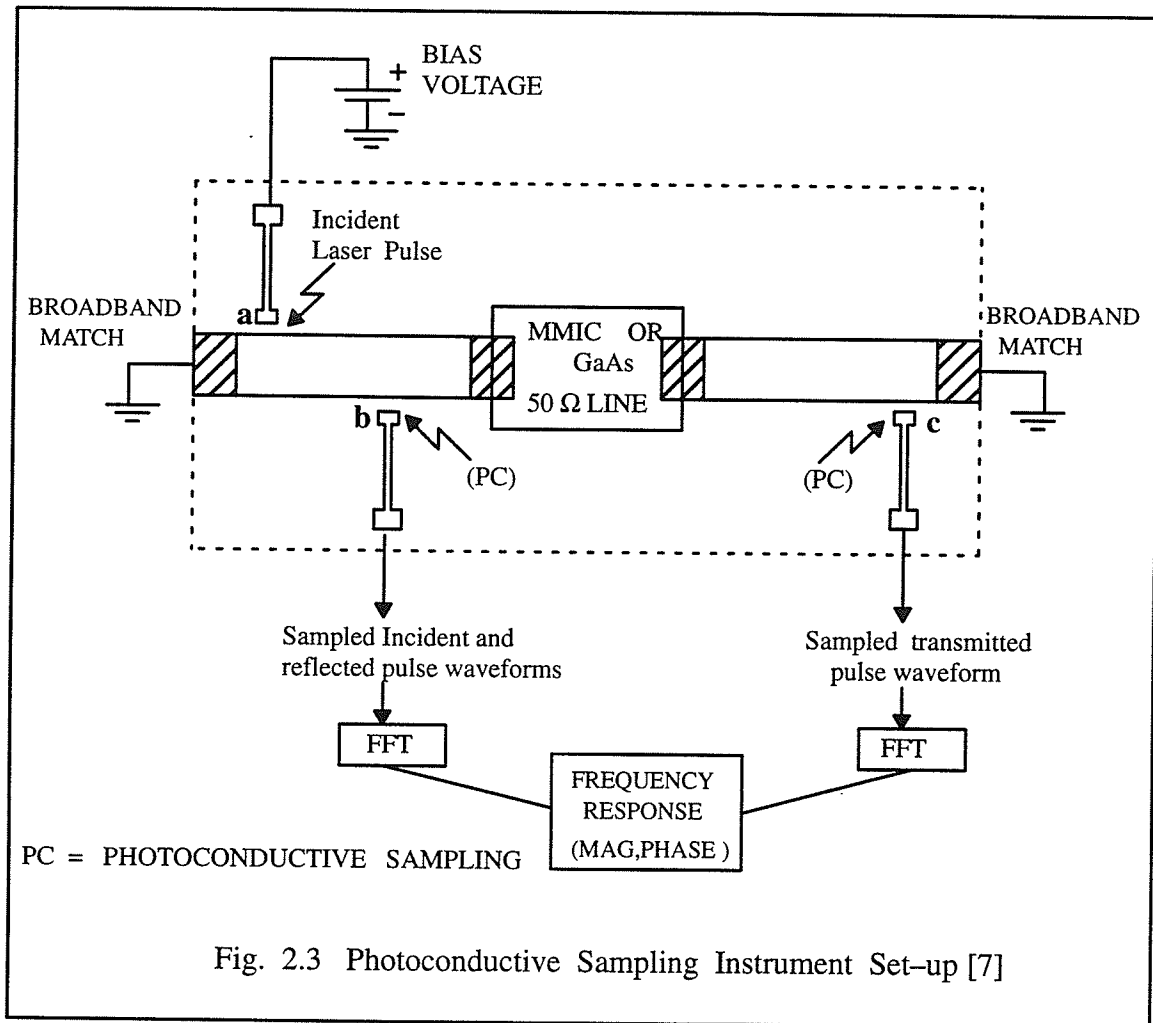 BIAS
VOLTAGE
+
−
Incident
Laser Pulse
BROADBAND
MATCH
a
MMIC OR
GaAs
50 Ω LINE
BROADBAND
MATCH
b
(PC)
(PC)
c
Sampled Incident and
reflected pulse waveforms
Sampled transmitted
pulse waveform
FFT
FFT
FREQUENCY
RESPONSE
(MAG,PHASE )
PC = PHOTOCONDUCTIVE SAMPLING
Fig. 2.3 Photoconductive Sampling Instrument Set–up [7]